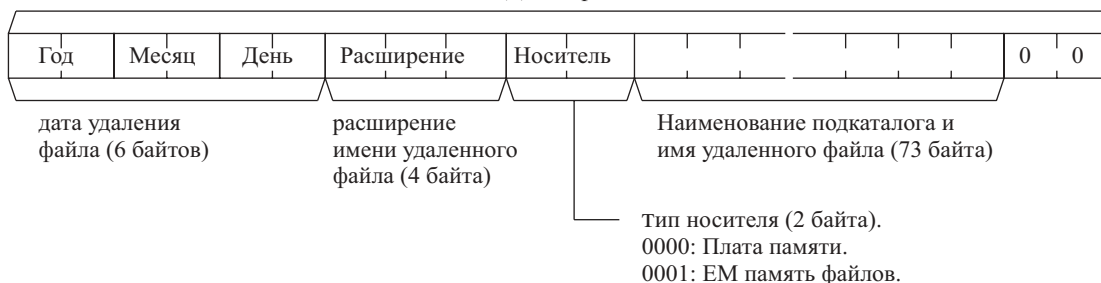 Год Месяц День Расширение Носитель 0 0
дата удаления
файла (6 байтов)
расширение
имени удаленного
файла (4 байта)
Наименование подкаталога и
имя удаленного файла (73 байта)
тип носителя (2 байта).
0000: Плата памяти.
0001: ЕМ память файлов.